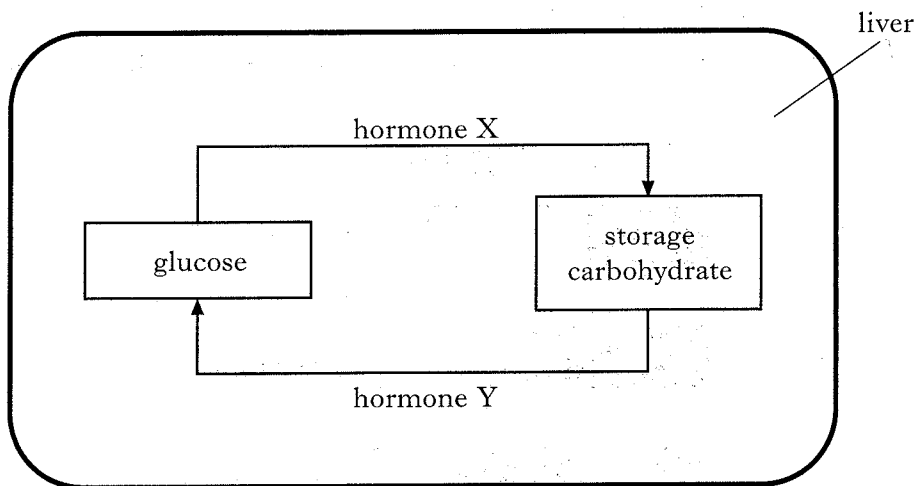 liver
hormone X
glucose
storage
carbohydrate
hormone Y